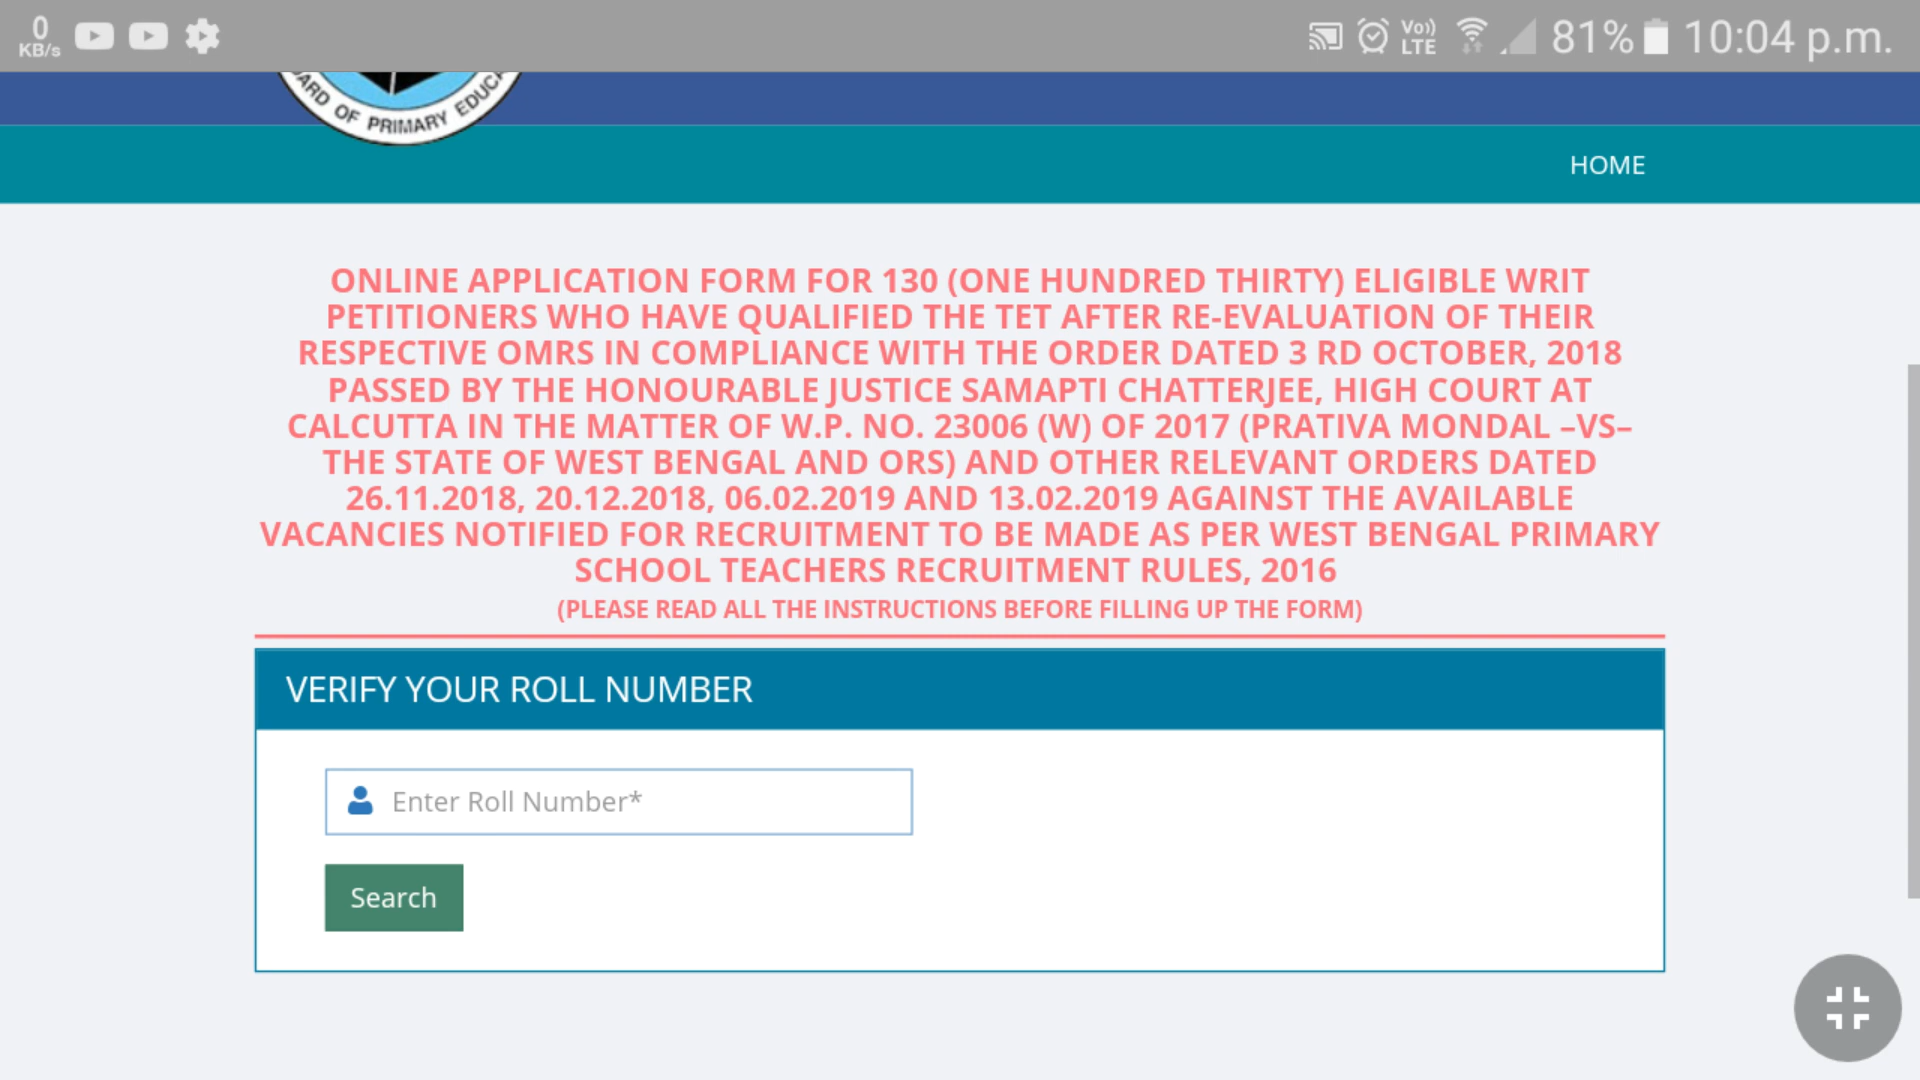 0
KB/s
Vo))
LTE
81%
10:04 p.m.
ARD OF PRIMARY EDUC
HOME
ONLINE APPLICATION FORM FOR 130 (ONE HUNDRED THIRTY) ELIGIBLE WRIT
PETITIONERS WHO HAVE QUALIFIED THE TET AFTER RE-EVALUATION OF THEIR
RESPECTIVE OMRS IN COMPLIANCE WITH THE ORDER DATED 3 RD OCTOBER, 2018
PASSED BY THE HONOURABLE JUSTICE SAMAPTI CHATTERJEE, HIGH COURT AT
CALCUTTA IN THE MATTER OF W.P. NO. 23006 (W) OF 2017 (PRATIVA MONDAL –VS–
THE STATE OF WEST BENGAL AND ORS) AND OTHER RELEVANT ORDERS DATED
26.11.2018, 20.12.2018, 06.02.2019 AND 13.02.2019 AGAINST THE AVAILABLE
VACANCIES NOTIFIED FOR RECRUITMENT TO BE MADE AS PER WEST BENGAL PRIMARY
SCHOOL TEACHERS RECRUITMENT RULES, 2016
(PLEASE READ ALL THE INSTRUCTIONS BEFORE FILLING UP THE FORM)
VERIFY YOUR ROLL NUMBER
Enter Roll Number*
Search